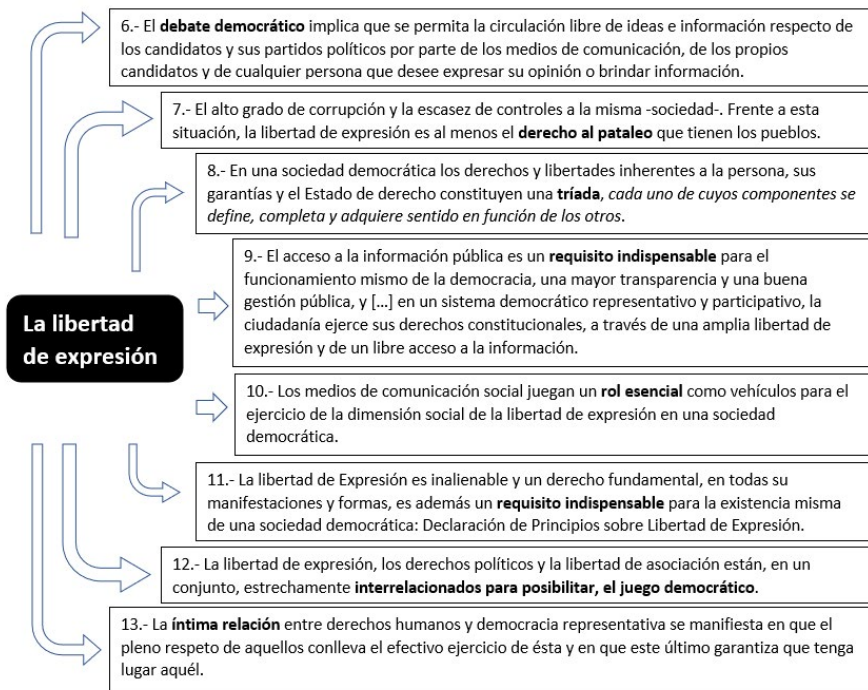 6.- El debate democrático implica que se permita la circulación libre de ideas e información respecto de
los candidatos y sus partidos políticos por parte de los medios de comunicación, de los propios
candidatos y de cualquier persona que desee expresar su opinión o brindar información.
7.- El alto grado de corrupción y la escasez de controles a la misma -sociedad-. Frente a esta
situación, la libertad de expresión es al menos el derecho al pataleo que tienen los pueblos.
8.- En una sociedad democrática los derechos y libertades inherentes a la persona, sus
garantías y el Estado de derecho constituyen una tríada, cada uno de cuyos componentes se
define, completa y adquiere sentido en función de los otros.
9.- El acceso a la información pública es un requisito indispensable para el
funcionamiento mismo de la democracia, una mayor transparencia y una buena
gestión pública, y [...] en un sistema democrático representativo y participativo, la
ciudadanía ejerce sus derechos constitucionales, a través de una amplia libertad de
expresión y de un libre acceso a la información.
La libertad
de expresión
10.- Los medios de comunicación social juegan un rol esencial como vehículos para el
ejercicio de la dimensión social de la libertad de expresión en una sociedad
democrática.
11.- La libertad de Expresión es inalienable y un derecho fundamental, en todas su
manifestaciones y formas, es además un requisito indispensable para la existencia misma
de una sociedad democrática: Declaración de Principios sobre Libertad de Expresión.
12.- La libertad de expresión, los derechos políticos y la libertad de asociación están, en un
conjunto, estrechamente interrelacionados para posibilitar, el juego democrático.
13.- La íntima relación entre derechos humanos y democracia representativa se manifiesta en que el
pleno respeto de aquellos conlleva el efectivo ejercicio de ésta y en que este último garantiza que tenga
lugar aquél.